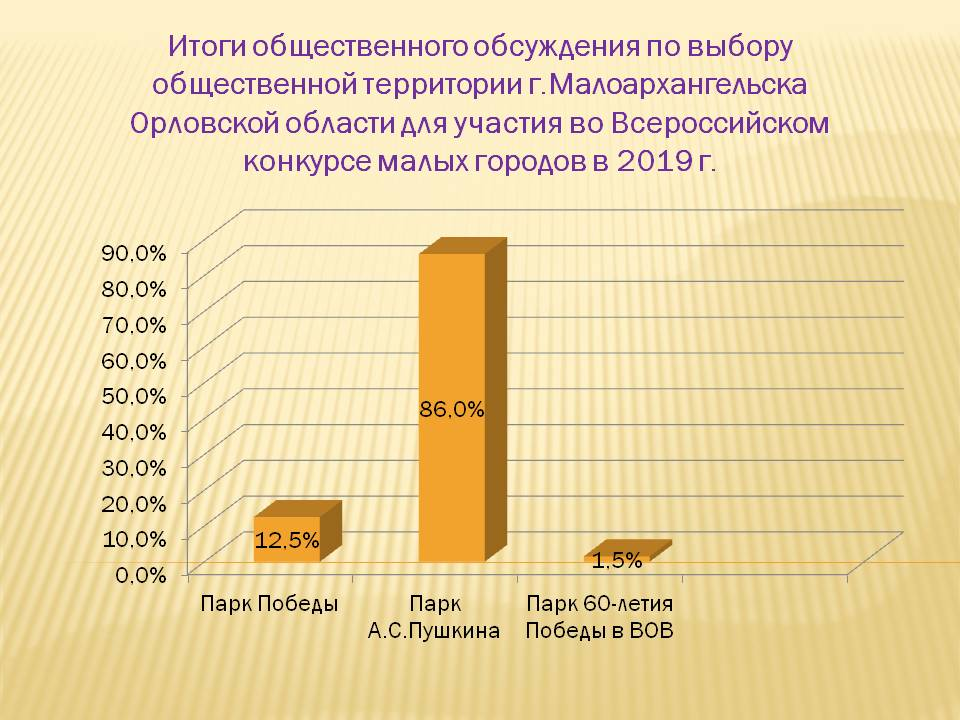 Итоги общественного обсуждения по выбору
общественной территории г.Малоархангельска
Орловской области для участия во Всероссийском
конкурсе малых городов в 2019 г.
90,0%
80,0%
70,0%
60,0%
50,0%
40,0%
30,0%
20,0%
10,0%
0,0%
12,5%
86,0%
1,5%
Парк Победы
Парк
А.С.Пушкина
Парк 60-летия
Победы в ВОВ